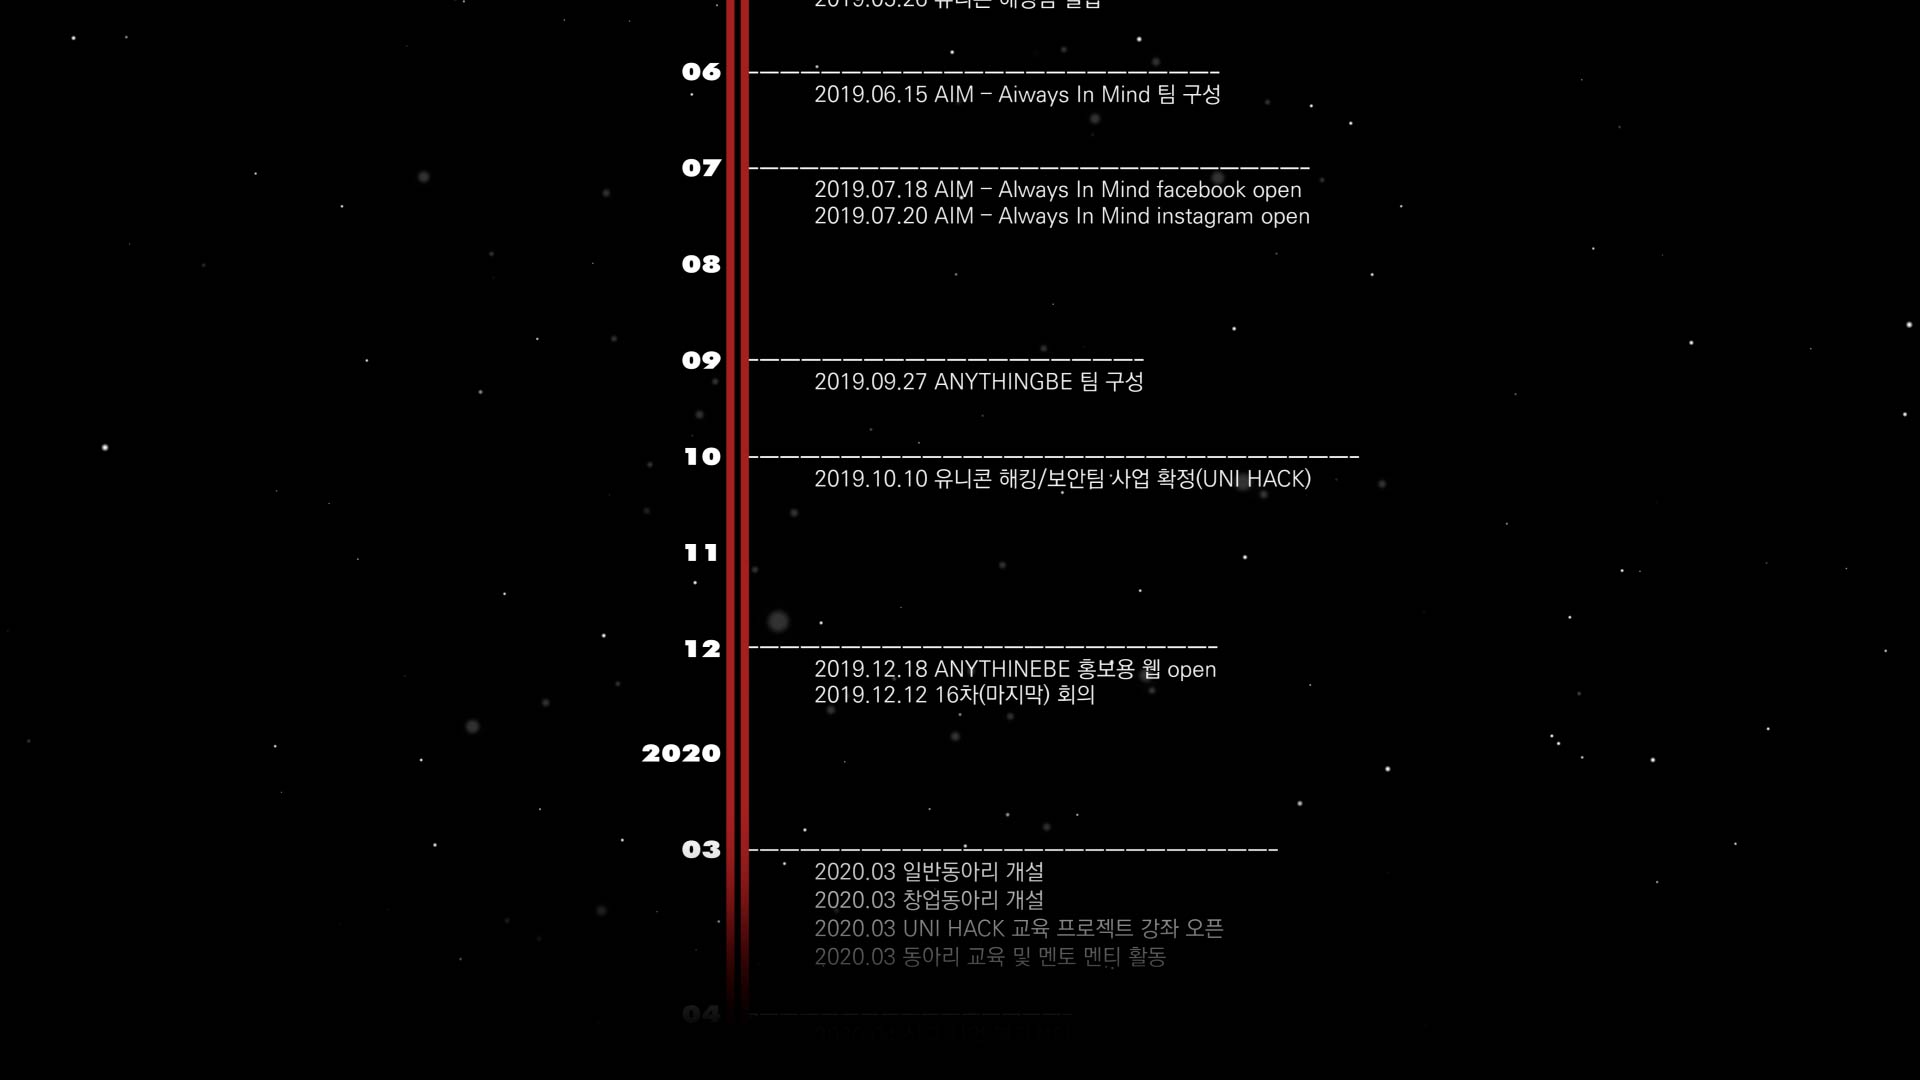 06
2019.06.15 AIM – Aiways In Mind 팀 구성
07
2019.07.18 AIM – Always In Mind facebook open
2019.07.20 AIM – Always In Mind instagram open
08
09
2019.09.27 ANYTHINGBE 팀 구성
10
2019.10.10 유니콘 해킹/보안팀 사업 확정(UNI HACK)
11
12
2019.12.18 ANYTHINEBE 홍보용 웹 open
2019.12.12 16차(마지막) 회의
2020
03
2020.03 일반동아리 개설
2020.03 창업동아리 개설
2020.03 UNI HACK 교육 프로젝트 강좌 오픈
2020.03 동아리 교육 및 멘토 멘티 활동
04